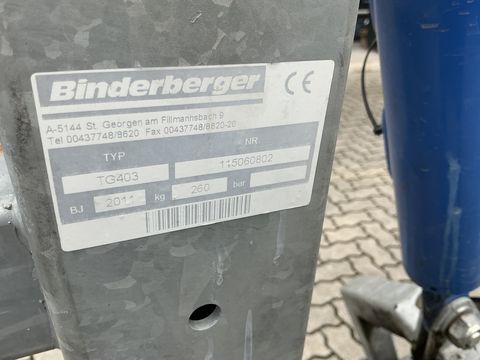 Binderberger CE
A-5144 St. Georgen am Fillmannsbach 9
Tel 00437748/8620 Fax 00437748/8620-20
TYP NR
TG403 115060802
BJ 2011 kg 260 bar